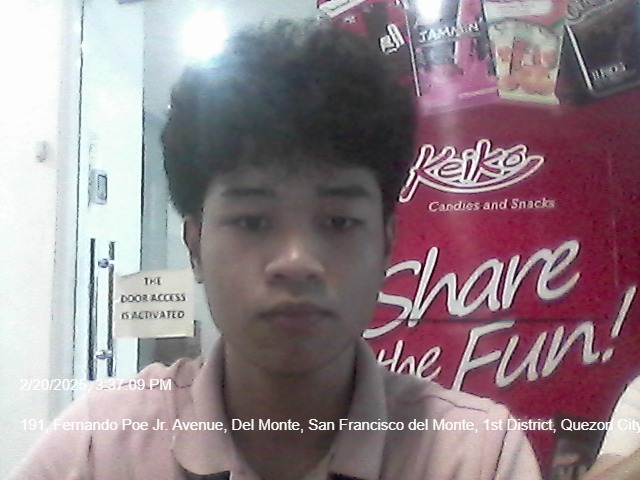 TAMARIN
Keiko
Candies and Snacks
Share
the Fun!
THE
DOOR ACCESS
IS ACTIVATED
2/20/2025, 3:37:09 PM
191, Fernando Poe Jr. Avenue, Del Monte, San Francisco del Monte, 1st District, Quezon City